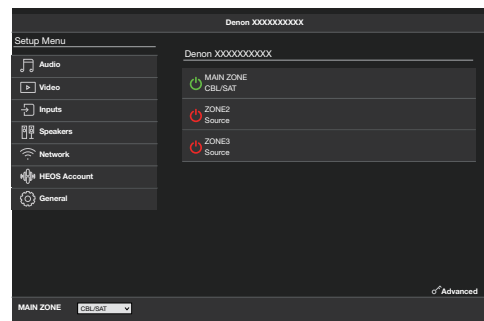 Denon XXXXXXXXXX
Setup Menu
Audio
Video
Inputs
Speakers
Network
HEOS Account
General
Denon XXXXXXXXXX
MAIN ZONE
CBL/SAT
ZONE2
Source
ZONE3
Source
Advanced
MAIN ZONE
CBL/SAT